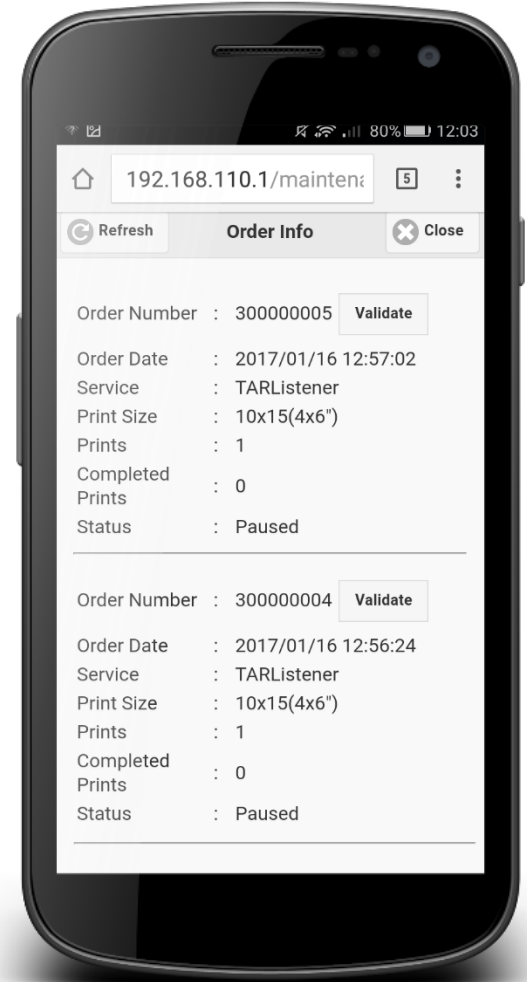 80% 12:03
192.168.110.1/maintena 5
Refresh Order Info Close
Order Number : 300000005 Validate
Order Date : 2017/01/16 12:57:02
Service : TARListener
Print Size : 10x15(4x6")
Prints : 1
Completed
Prints : 0
Status : Paused
Order Number : 300000004 Validate
Order Date : 2017/01/16 12:56:24
Service : TARListener
Print Size : 10x15(4x6")
Prints : 1
Completed
Prints : 0
Status : Paused